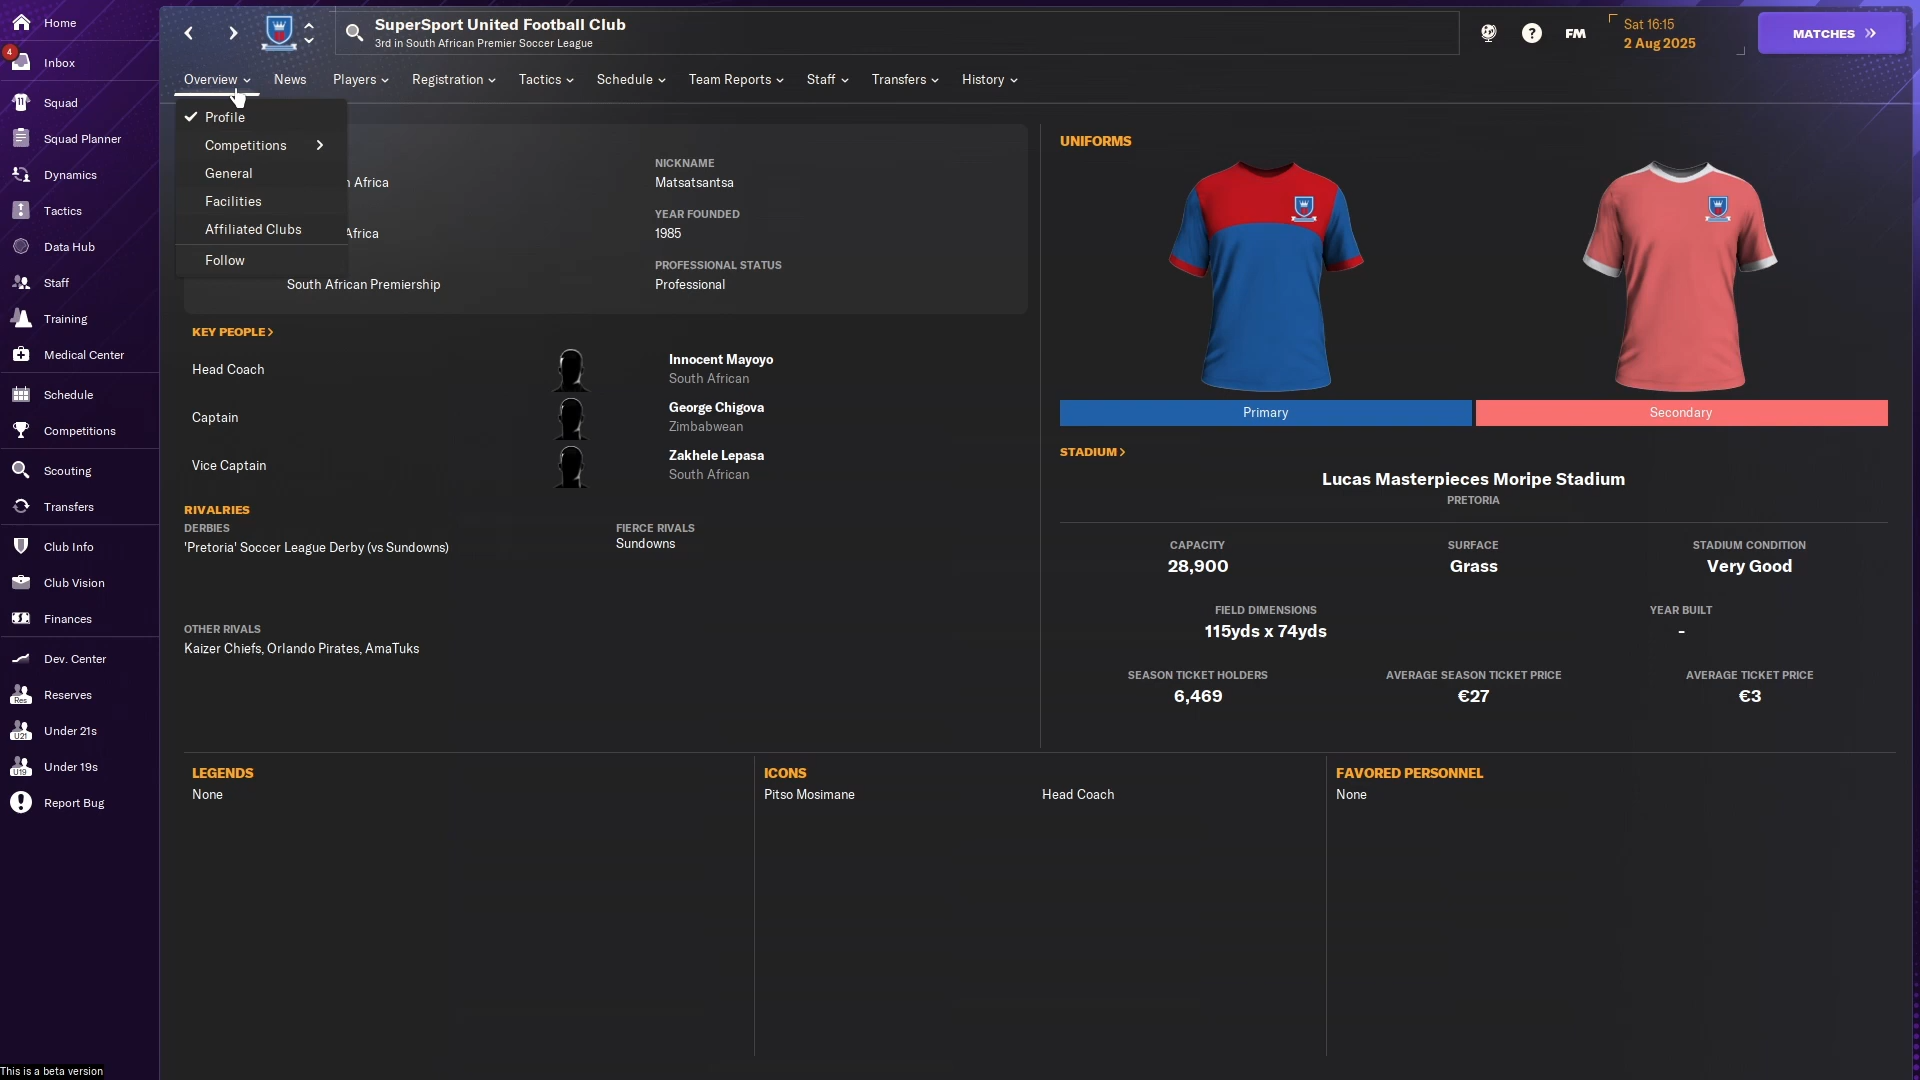 Home
4
Inbox
Squad
Squad Planner
Dynamics
Tactics
Data Hub
Staff
Training
Medical Center
Schedule
Competitions
Scouting
Transfers
Club Info
Club Vision
Finances
Dev. Center
Res
Reserves
U21
Under 21s
U19
Under 19s
Report Bug
This is a beta version
SuperSport United Football Club
3rd in South African Premier Soccer League
FM
Sat 16:15
2 Aug 2025
MATCHES
Overview News Players Registration Tactics Schedule Team Reports Staff Transfers History
Profile
Competitions
General
Facilities
Affiliated Clubs
Follow
Africa
Africa
South African Premiership
NICKNAME
Matsatsantsa
YEAR FOUNDED
1985
PROFESSIONAL STATUS
Professional
KEY PEOPLE
Head Coach
Innocent Mayoyo
South African
Captain
George Chigova
Zimbabwean
Vice Captain
Zakhele Lepasa
South African
RIVALRIES
DERBIES
'Pretoria' Soccer League Derby (vs Sundowns)
FIERCE RIVALS
Sundowns
OTHER RIVALS
Kaizer Chiefs, Orlando Pirates, AmaTuks
UNIFORMS
Primary
Secondary
STADIUM
Lucas Masterpieces Moripe Stadium
PRETORIA
CAPACITY SURFACE STADIUM CONDITION
28,900 Grass Very Good
FIELD DIMENSIONS YEAR BUILT
115yds x 74yds -
SEASON TICKET HOLDERS AVERAGE SEASON TICKET PRICE AVERAGE TICKET PRICE
6,469 €27 €3
LEGENDS
None
ICONS
Pitso Mosimane Head Coach
FAVORED PERSONNEL
None